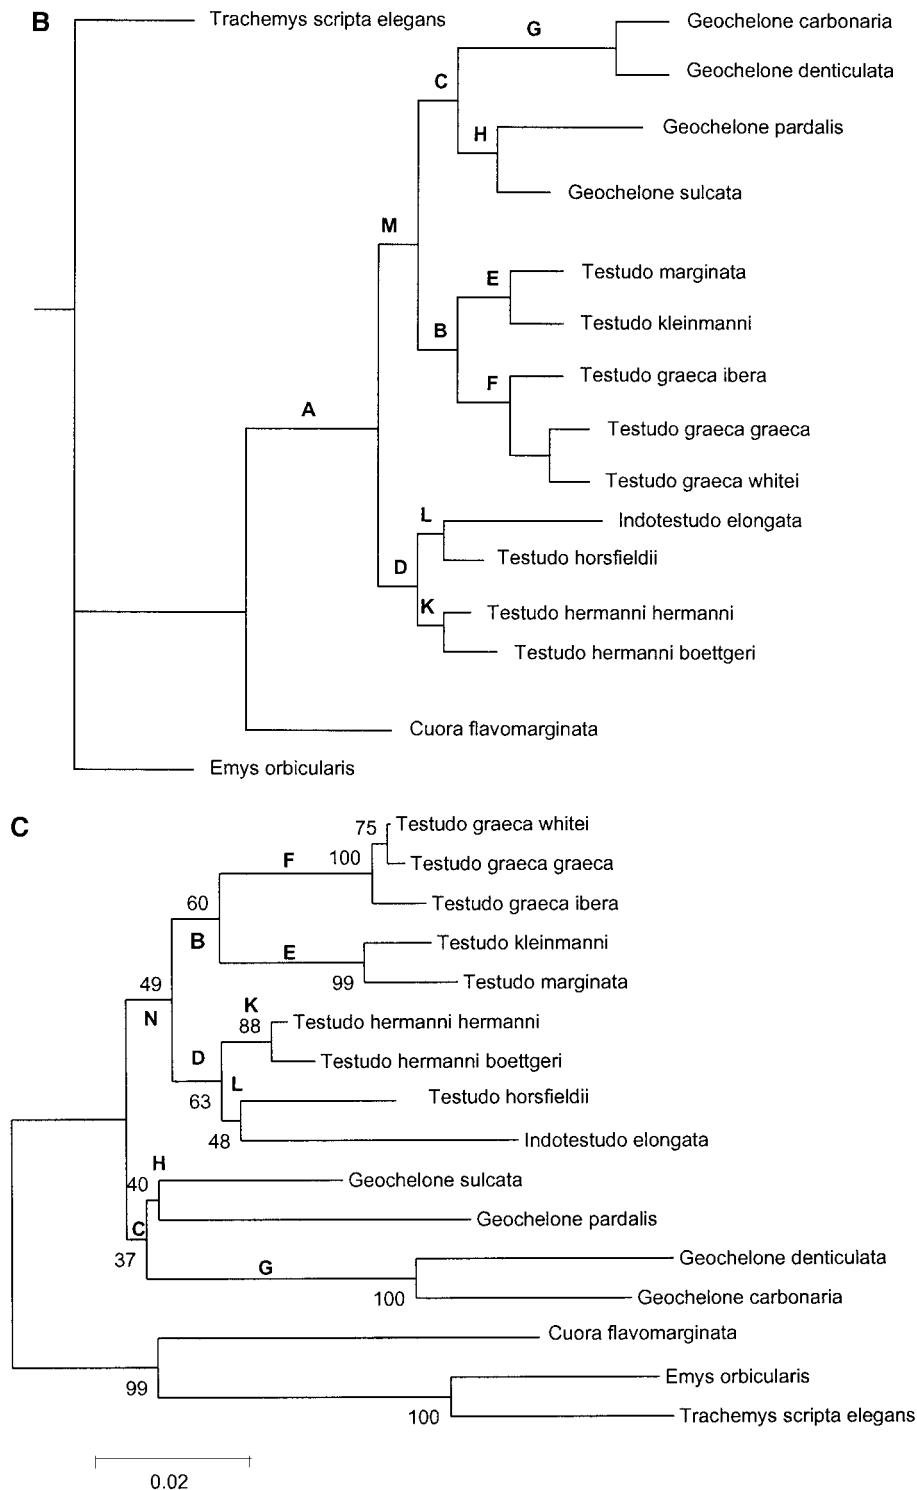 B
Trachemys scripta elegans
Geochelone carbonaria
G
Geochelone denticulata
C
Geochelone pardalis
H
Geochelone sulcata
M
Testudo marginata
E
Testudo kleinmanni
B
Testudo graeca ibera
F
A
Testudo graeca graeca
Testudo graeca whitei
L
Indotestudo elongata
Testudo horsfieldii
D
K
Testudo hermanni hermanni
Testudo hermanni boettgeri
Cuora flavomarginata
Emys orbicularis
C
75
Testudo graeca whitei
F
100
Testudo graeca graeca
60
Testudo graeca ibera
B
Testudo kleinmanni
E
99
Testudo marginata
49
N
K
88
Testudo hermanni hermanni
D
Testudo hermanni boettgeri
L
63
Testudo horsfieldii
48
Indotestudo elongata
H
40
Geochelone sulcata
Geochelone pardalis
C
37
Geochelone denticulata
G
100
Geochelone carbonaria
Cuora flavomarginata
99
Emys orbicularis
100
Trachemys scripta elegans
0.02